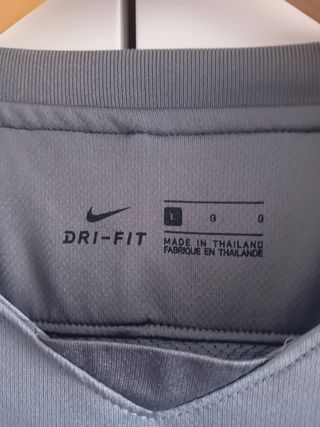 DRI-FIT
L G G
MADE IN THAILAND
FABRIQUE EN THAILANDE